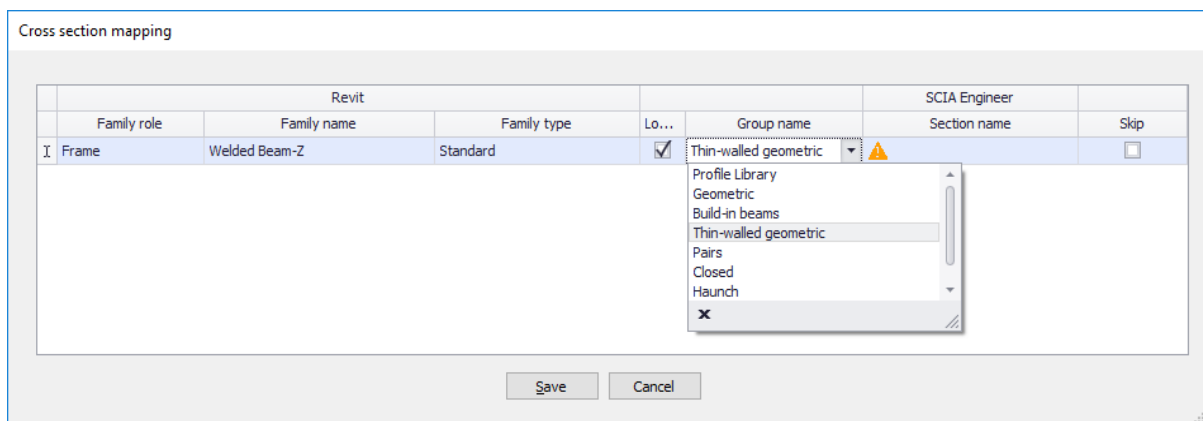 Cross section mapping
Revit SCIA Engineer
Family role Family name Family type Lo... Group name Section name Skip
Frame Welded Beam-Z Standard Thin-walled geometric
Profile Library
Geometric
Build-in beams
Thin-walled geometric
Pairs
Closed
Haunch
x
Save Cancel